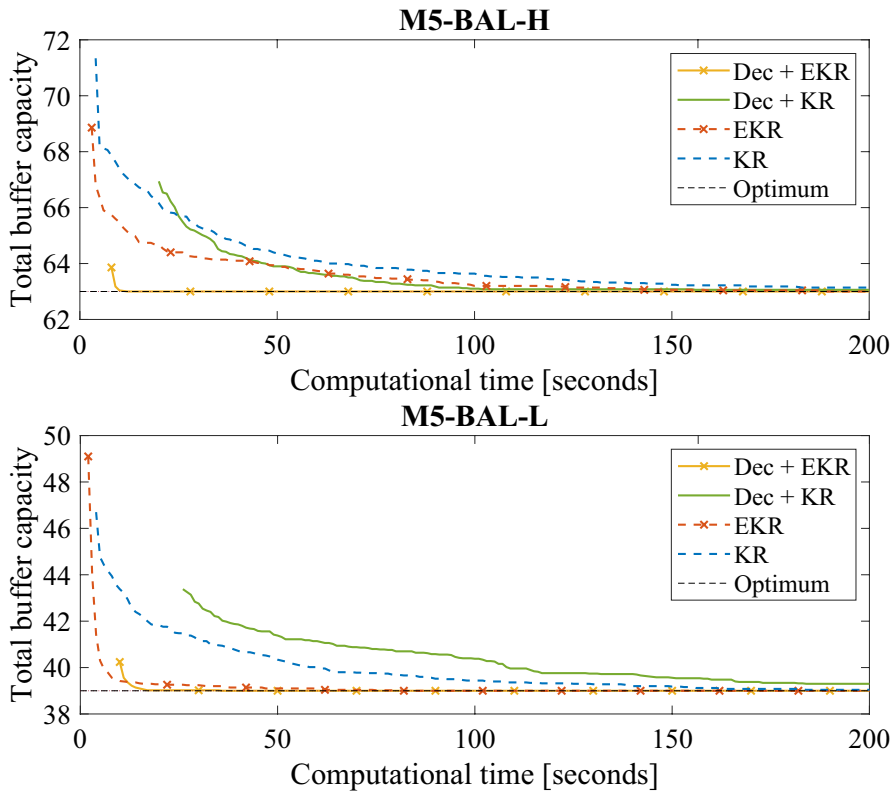 M5-BAL-H
72
70
68
66
64
62
Total buffer capacity
0
50
100
150
200
Computational time [seconds]
Dec + EKR
Dec + KR
EKR
KR
Optimum
M5-BAL-L
50
48
46
44
42
40
38
Total buffer capacity
0
50
100
150
200
Computational time [seconds]
Dec + EKR
Dec + KR
EKR
KR
Optimum